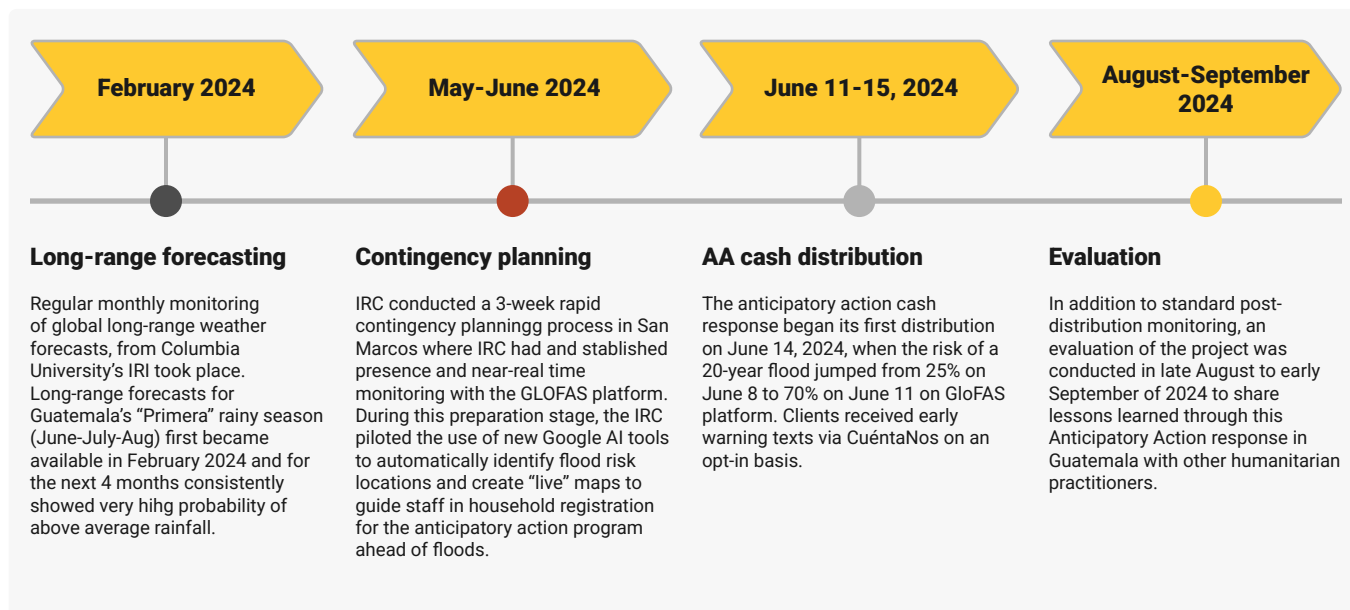 February 2024
May-June 2024
June 11-15, 2024
August-September
2024
Long-range forecasting
Regular monthly monitoring
of global long-range weather
forecasts, from Columbia
University's IRI took place.
Long-range forecasts for
Guatemala's “Primera” rainy season
(June-July-Aug) first became
available in February 2024 and for
the next 4 months consistently
showed very hihg probability of
above average rainfall.
Contingency planning
IRC conducted a 3-week rapid
contingency planningg process in San
Marcos where IRC had and stablished
presence and near-real time
monitoring with the GLOFAS platform.
During this preparation stage, the IRC
piloted the use of new Google AI tools
to automatically identify flood risk
locations and create “live” maps to
guide staff in household registration
for the anticipatory action program
ahead of floods.
AA cash distribution
The anticipatory action cash
response began its first distribution
on June 14, 2024, when the risk of a
20-year flood jumped from 25% on
June 8 to 70% on June 11 on GloFAS
platform. Clients received early
warning texts via CuéntaNos on an
opt-in basis.
Evaluation
In addition to standard post-
distribution monitoring, an
evaluation of the project was
conducted in late August to early
September of 2024 to share
lessons learned through this
Anticipatory Action response in
Guatemala with other humanitarian
practitioners.